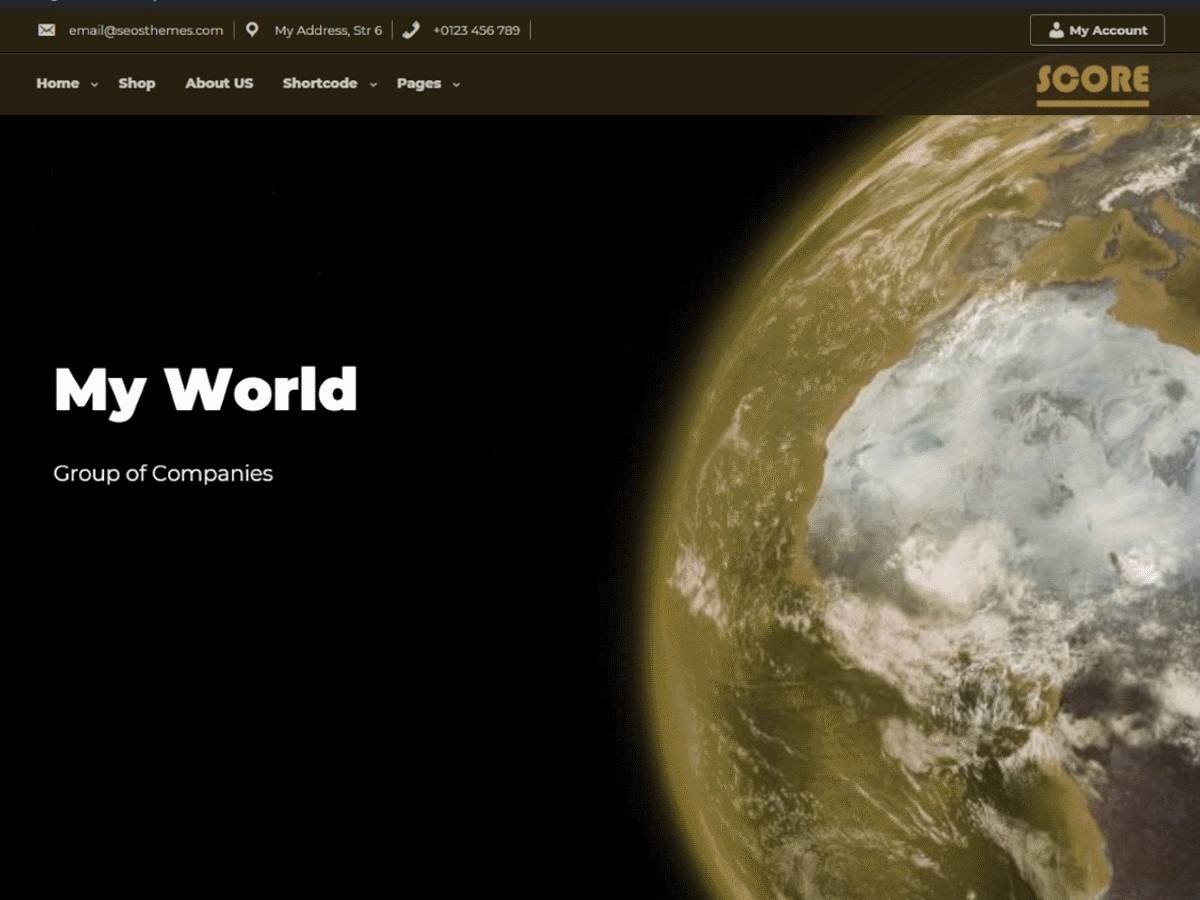 email@seosthemes.com My Address, Str 6 +0123 456 789 My Account
Home Shop About US Shortcode Pages SCORE
My World
Group of Companies